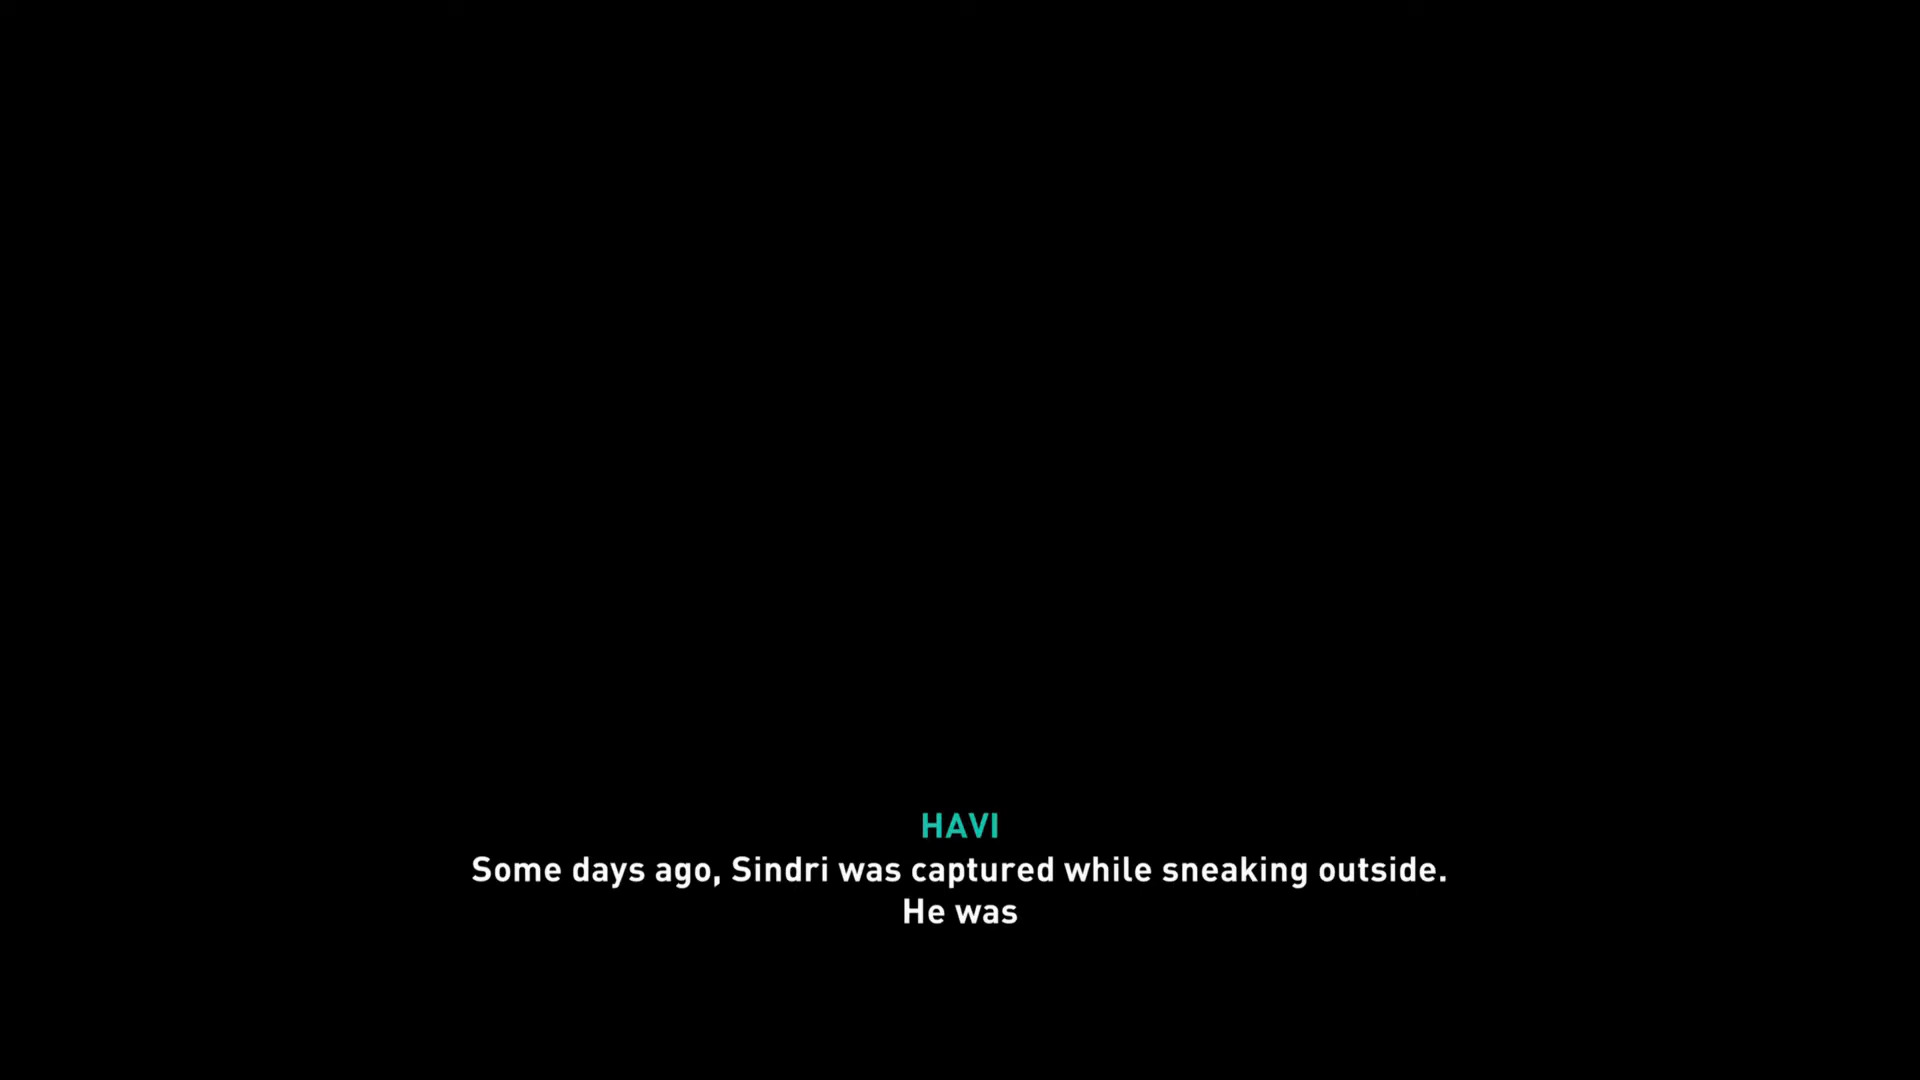 HAVI
Some days ago, Sindri was captured while sneaking outside.
He was